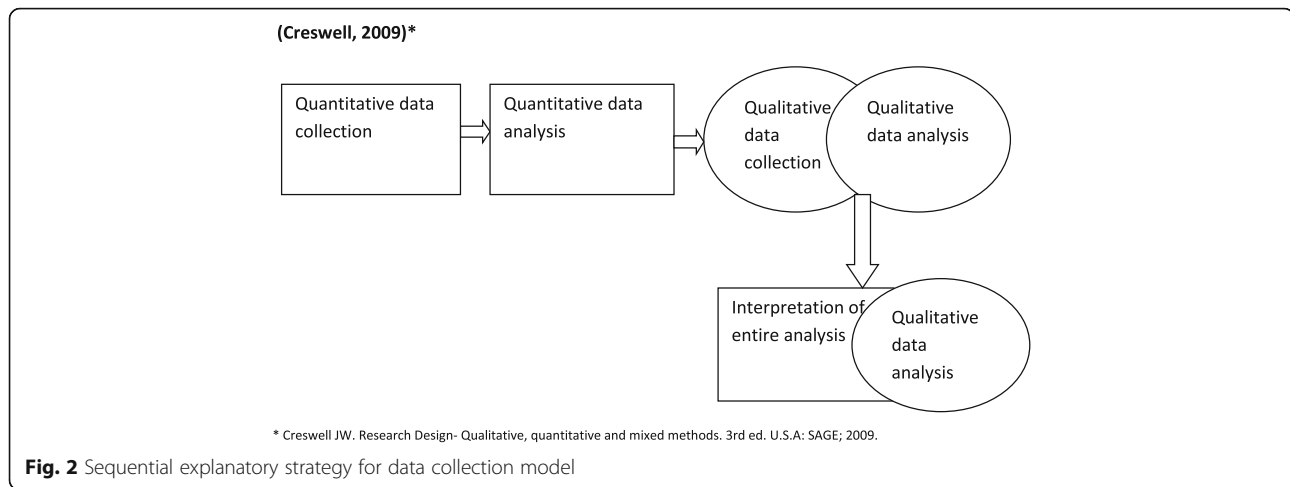 (Creswell, 2009)*
Quantitative data
collection
Quantitative data
analysis
Qualitative
data
collection
Qualitative
data analysis
Interpretation of
entire analysis
Qualitative
data
analysis
* Creswell JW. Research Design- Qualitative, quantitative and mixed methods. 3rd ed. U.S.A: SAGE; 2009.
Fig. 2 Sequential explanatory strategy for data collection model